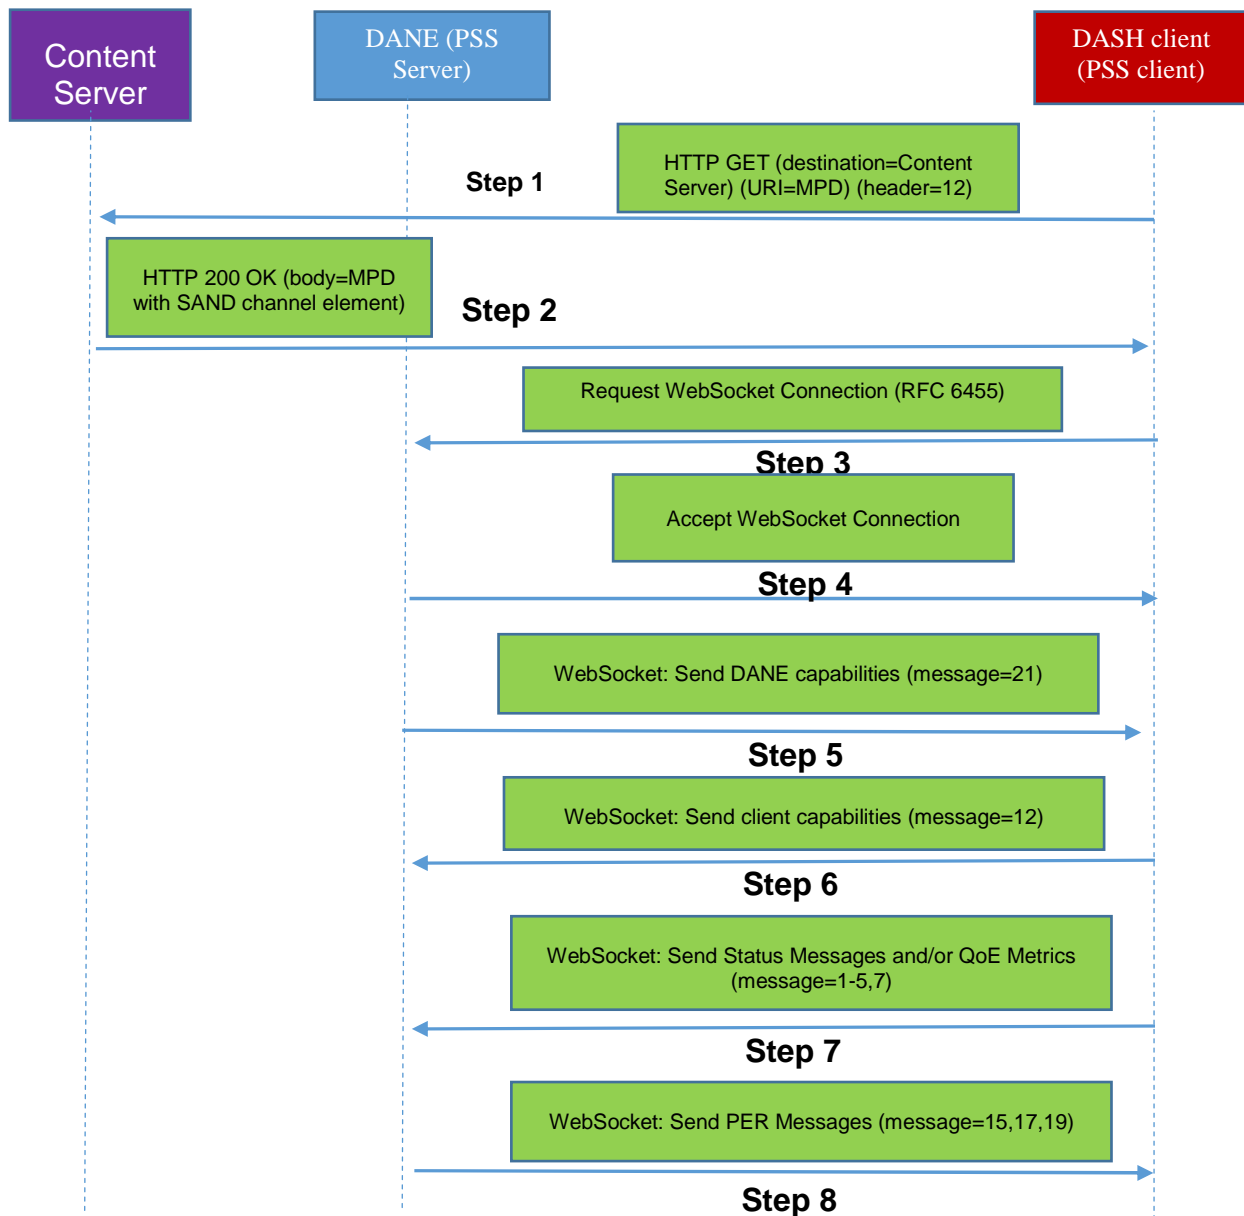 Content
Server
DANE (PSS
Server)
DASH client
(PSS client)
HTTP GET (destination=Content
Server) (URI=MPD) (header=12)
Step 1
HTTP 200 OK (body=MPD
with SAND channel element)
Step 2
Request WebSocket Connection (RFC 6455)
Step 3
Accept WebSocket Connection
Step 4
WebSocket: Send DANE capabilities (message=21)
Step 5
WebSocket: Send client capabilities (message=12)
Step 6
WebSocket: Send Status Messages and/or QoE Metrics
(message=1-5,7)
Step 7
WebSocket: Send PER Messages (message=15,17,19)
Step 8